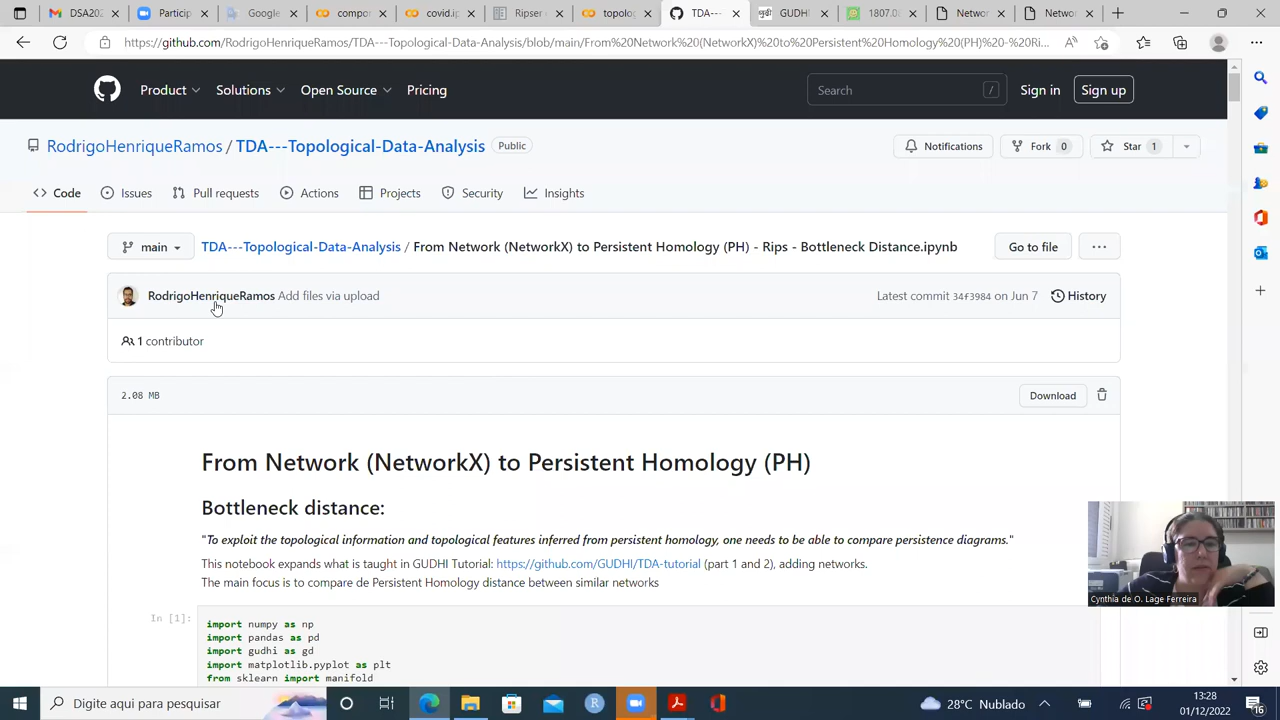 DSA202
Particip
Google
compor
covid.ip
Ripser
topolog
TDA---
GUDHI
1807.08
Networ
Networ
https://github.com/RodrigoHenriqueRamos/TDA---Topological-Data-Analysis/blob/main/From%20Network%20(NetworkX)%20to%20Persistent%20Homology%20(PH)%20-%20Ri...
Product Solutions Open Source Pricing
Search /
Sign in Sign up
RodrigoHenriqueRamos / TDA---Topological-Data-Analysis Public
Notifications Fork 0 Star 1
Code Issues Pull requests Actions Projects Security Insights
main TDA---Topological-Data-Analysis / From Network (NetworkX) to Persistent Homology (PH) - Rips - Bottleneck Distance.ipynb Go to file ...
RodrigoHenriqueRamos Add files via upload Latest commit 34f3984 on Jun 7 History
1 contributor
2.08 MB Download
From Network (NetworkX) to Persistent Homology (PH)
Bottleneck distance:
"To exploit the topological information and topological features inferred from persistent homology, one needs to be able to compare persistence diagrams."
This notebook expands what is taught in GUDHI Tutorial: https://github.com/GUDHI/TDA-tutorial (part 1 and 2), adding networks.
The main focus is to compare de Persistent Homology distance between similar networks
In [1]:
import numpy as np
import pandas as pd
import gudhi as gd
import matplotlib.pyplot as plt
from sklearn import manifold
Cynthia de O. Lage Ferreira
Digite aqui para pesquisar
28°C Nublado
13:28
01/12/2022
16